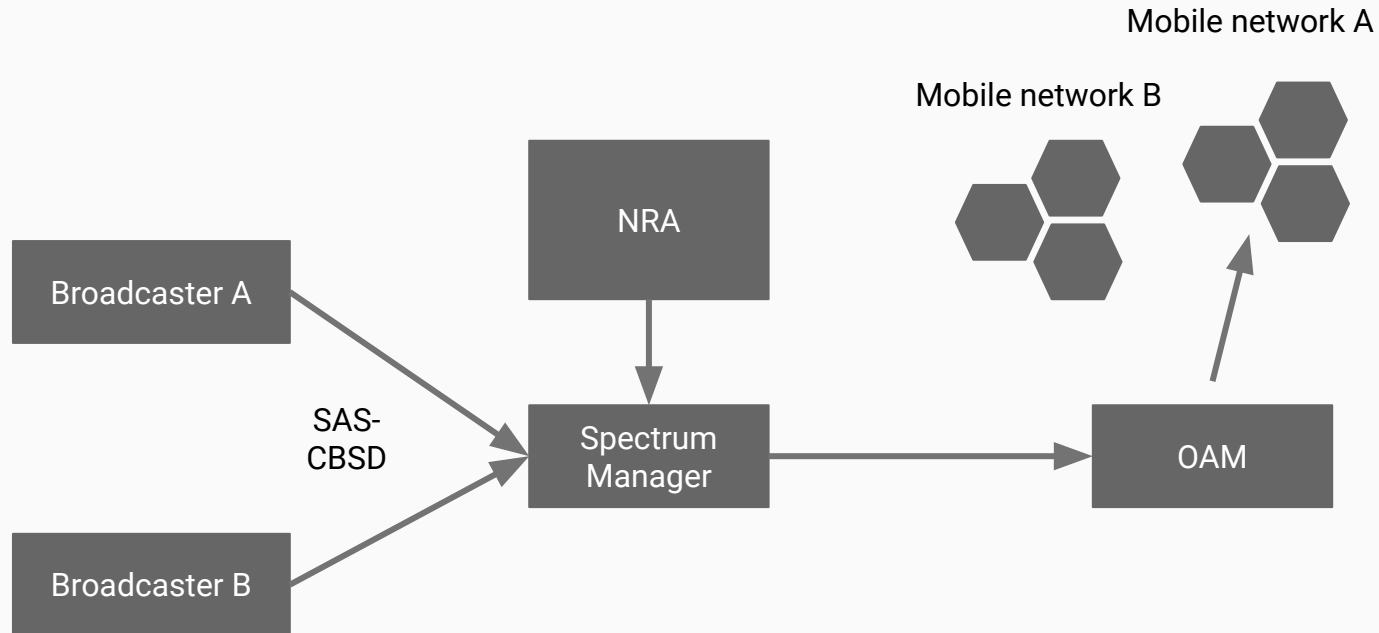 Mobile network A
Mobile network B
NRA
Broadcaster A
SAS-
CBSD
Spectrum
Manager
OAM
Broadcaster B